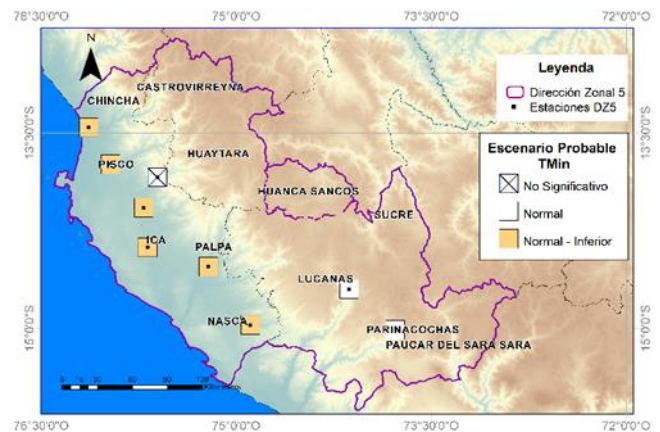 76°30'0"O 75°0'0"O 73°30'0"O 72°0'0"O
N
CASTROVIRREYNA
CHINCHA
Leyenda
Dirección Zonal 5
Estaciones DZ5
13°30'0"S
13°30'0"S
HUAYTARA
PISCO
Escenario Probable
TMin
No Significativo
Normal
Normal - Inferior
HUANCA SANCOS
SUCRE
ICA
PALPA
LUCANAS
NASCA
PARINACOCHAS
PAUCAR DEL SARA SARA
15°0'0"S
15°0'0"S
76°30'0"O 75°0'0"O 73°30'0"O 72°0'0"O